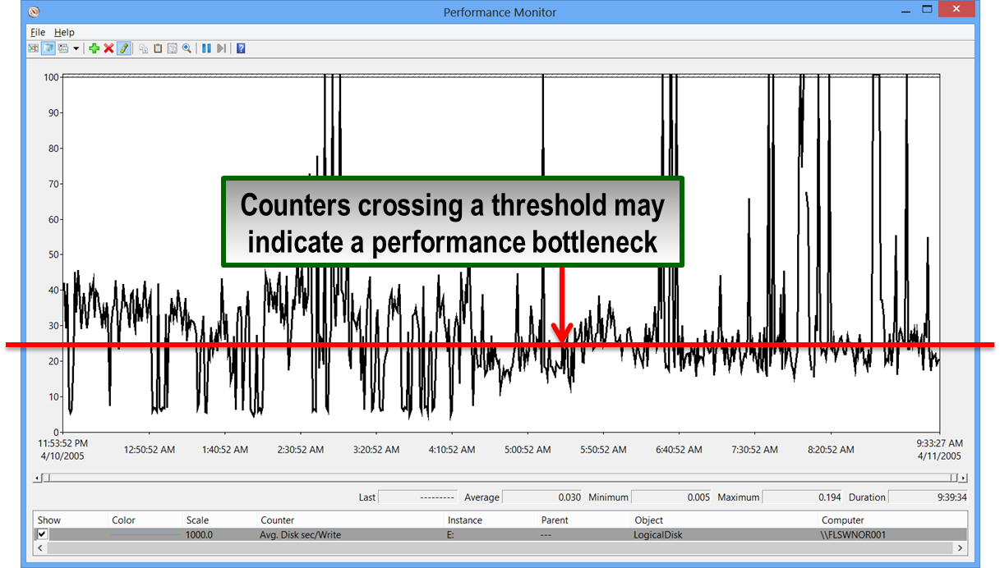 Performance Monitor
File Help
100
90
80
70
60
50
40
30
20
10
0
Counters crossing a threshold may
indicate a performance bottleneck
11:53:52 PM
4/10/2005
12:50:52 AM 1:40:52 AM 2:30:52 AM 3:20:52 AM 4:10:52 AM 5:00:52 AM 5:50:52 AM 6:40:52 AM 7:30:52 AM 8:20:52 AM
9:33:27 AM
4/11/2005
Last --------- Average 0.030 Minimum 0.005 Maximum 0.194 Duration 9:39:34
Show Color Scale Counter Instance Parent Object Computer
1000.0 Avg. Disk sec/Write E: --- LogicalDisk \\FLSWNOR001